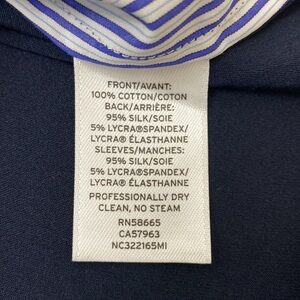 FRONT/AVANT:
100% COTTON/COTON
BACK/ARRIÈRE:
95% SILK/SOIE
5% LYCRA®SPANDEX/
LYCRA® ÉLASTHANNE
SLEEVES/MANCHES:
95% SILK/SOIE
5% LYCRA®SPANDEX/
LYCRA® ÉLASTHANNE
PROFESSIONALLY DRY
CLEAN, NO STEAM
RN58665
CA57963
NC322165MI